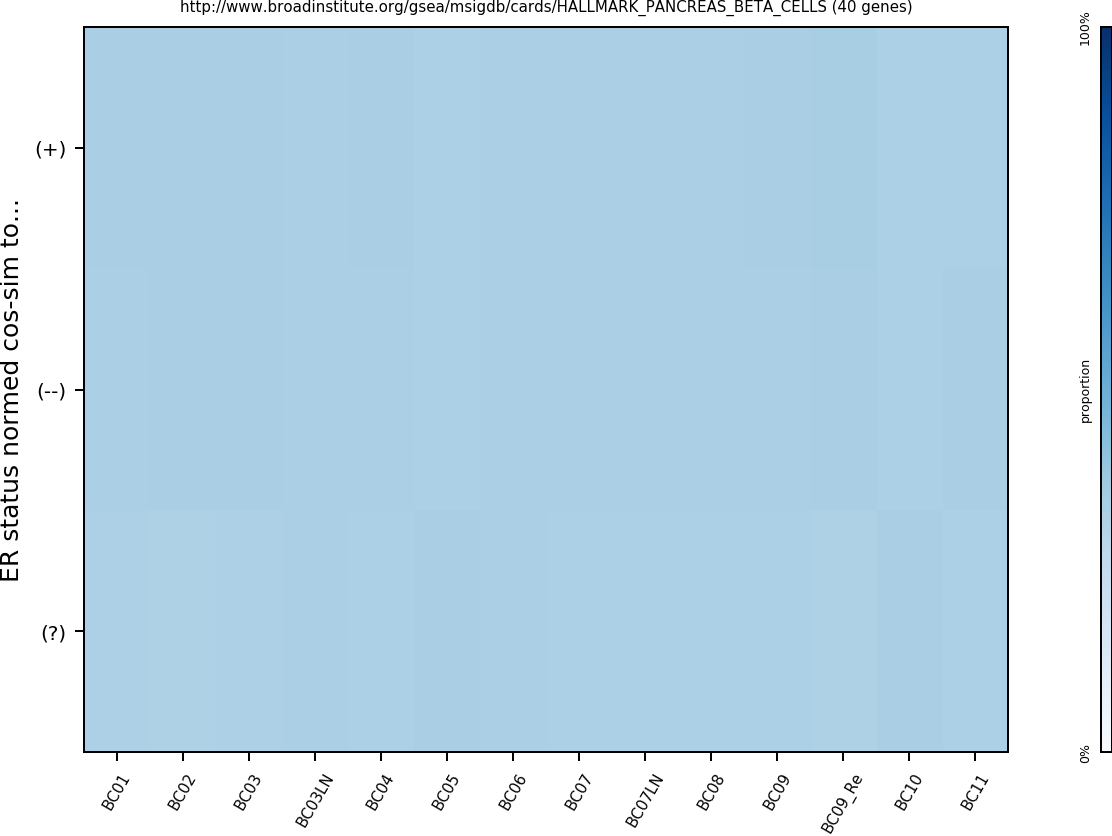 http://www.broadinstitute.org/gsea/msigdb/cards/HALLMARK_PANCREAS_BETA_CELLS (40 genes)
ER status normed cos-sim to...
(+)
(--)
(?)
BC01
BC02
BC03
BC03LN
BC04
BC05
BC06
BC07
BC07LN
BC08
BC09
BC09_Re
BC10
BC11
100%
proportion
0%